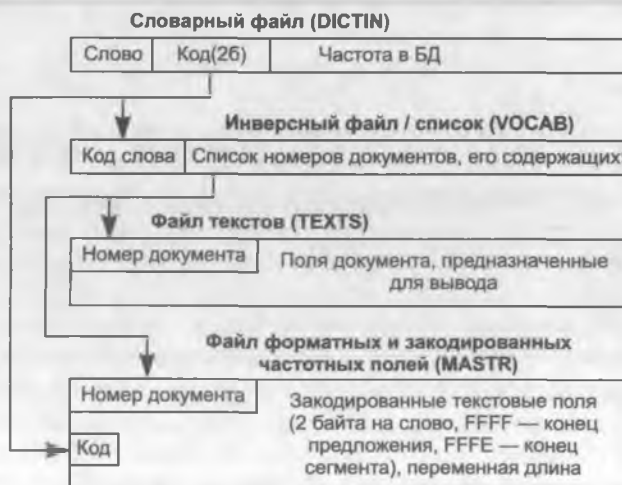 Словарный файл (DICTIN)
Слово Код(2б) Частота в БД
Инверсный файл / список (VOCAB)
Код слова Список номеров документов, его содержащих
Файл текстов (TEXTS)
Номер документа Поля документа, предназначенные
для вывода
Файл форматных и закодированных
частотных полей (MASTR)
Номер документа Закодированные текстовые поля
(2 байта на слово, FFFF — конец
Код предложения, FFFE — конец
сегмента), переменная длина